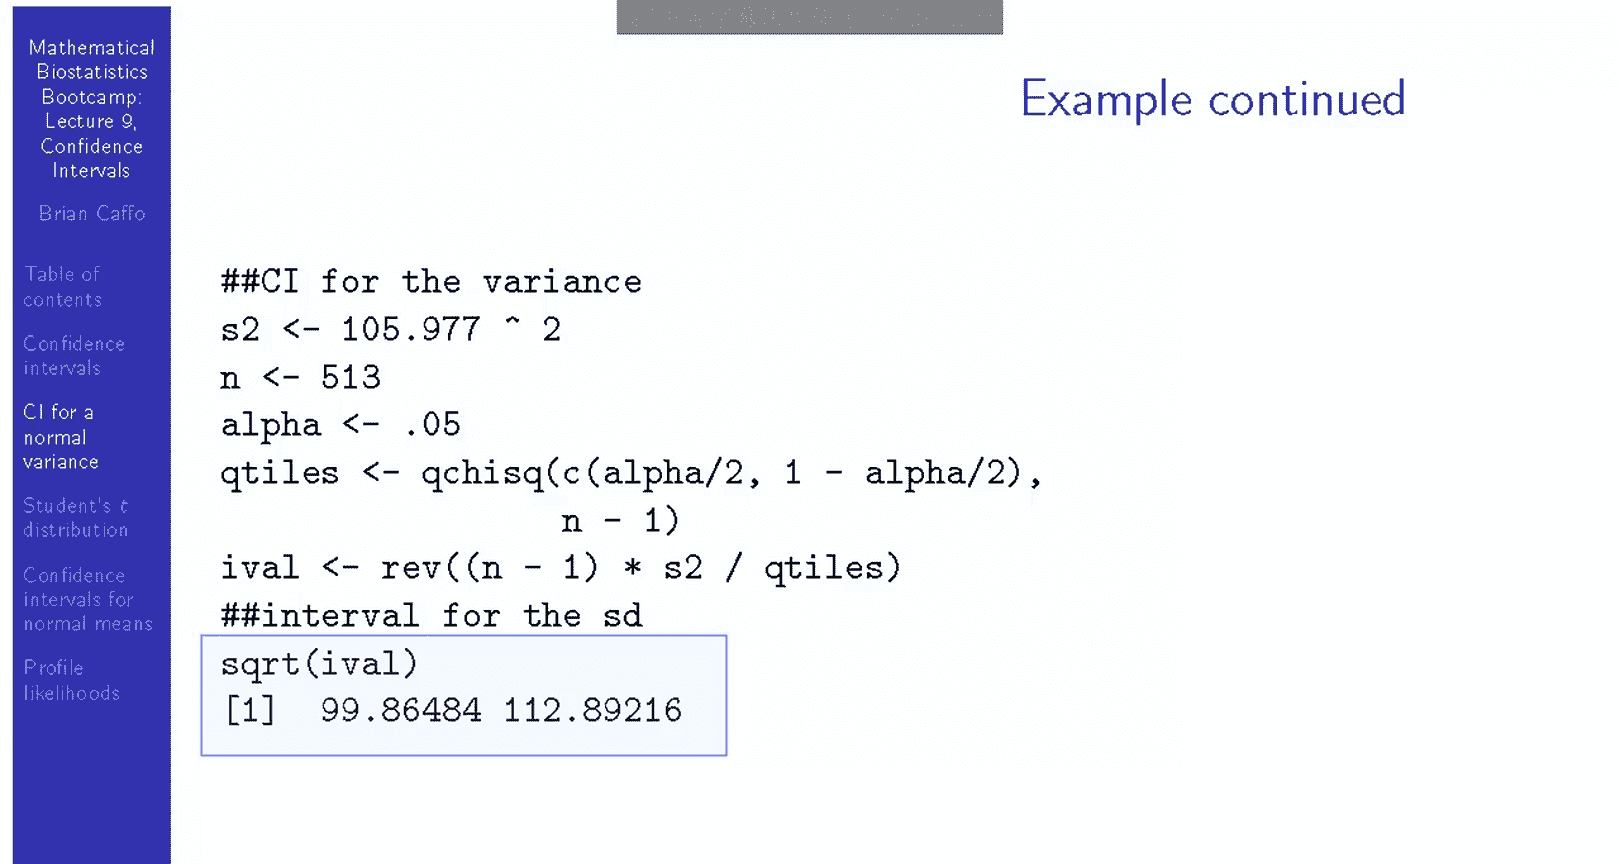 Mathematical
Biostatistics
Bootcamp:
Lecture 9,
Confidence
Intervals
Brian Caffo
Table of
contents
Confidence
intervals
CI for a
normal
variance
Student's t
distribution
Confidence
intervals for
normal means
Profile
likelihoods
Example continued
##CI for the variance
s2 <- 105.977 ^ 2
n <- 513
alpha <- .05
qtiles <- qchisq(c(alpha/2, 1 - alpha/2),
n - 1)
ival <- rev((n - 1) * s2 / qtiles)
##interval for the sd
sqrt(ival)
[1] 99.86484 112.89216